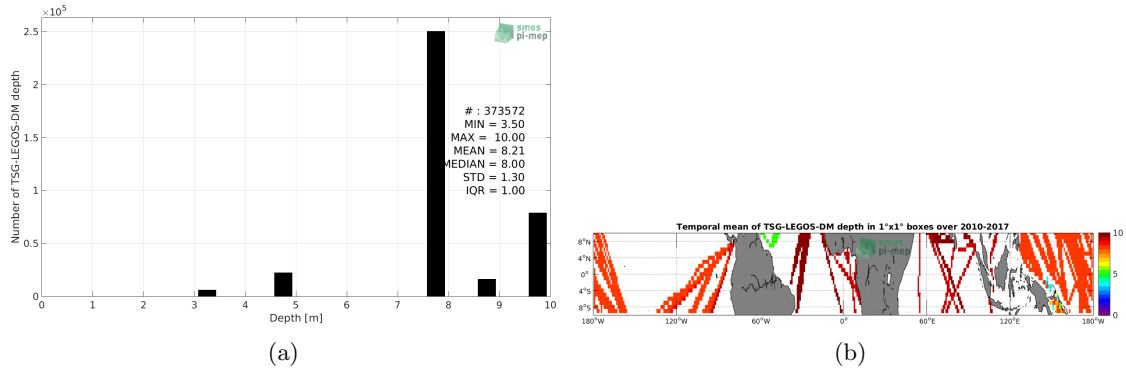 ×10⁵
2.5
2
1.5
1
0.5
0
Number of TSG-LEGOS-DM depth
smos
pi-mep
# : 373572
MIN = 3.50
MAX = 10.00
MEAN = 8.21
MEDIAN = 8.00
STD = 1.30
IQR = 1.00
0 1 2 3 4 5 6 7 8 9 10
Depth [m]
(a)
Temporal mean of TSG-LEGOS-DM depth in 1°x1° boxes over 2010-2017
8°N
4°N
0°
4°S
8°S
smos
pi-mep
180°W 120°W 60°W 0° 60°E 120°E 180°W
10
5
0
(b)